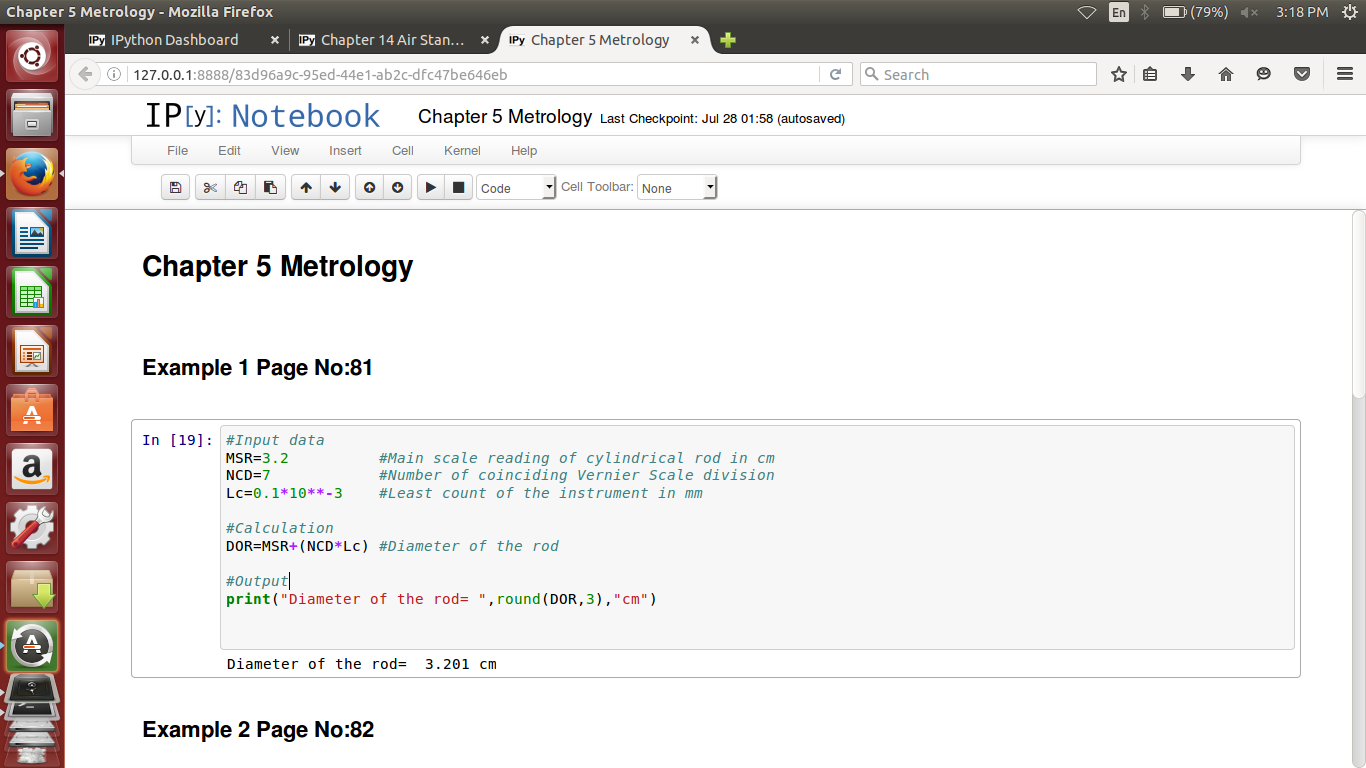 Chapter 5 Metrology - Mozilla Firefox
En
(79%)
3:18 PM
IP[y] IPython Dashboard ×
IP[y] Chapter 14 Air Stan... ×
IP[y] Chapter 5 Metrology ×
127.0.0.1:8888/83d96a9c-95ed-44e1-ab2c-dfc47be646eb
Search
IP[y]: Notebook
Chapter 5 Metrology Last Checkpoint: Jul 28 01:58 (autosaved)
File Edit View Insert Cell Kernel Help
Code Cell Toolbar: None
Chapter 5 Metrology
Example 1 Page No:81
In [19]: #Input data
MSR=3.2 #Main scale reading of cylindrical rod in cm
NCD=7 #Number of coinciding Vernier Scale division
Lc=0.1*10**-3 #Least count of the instrument in mm
#Calculation
DOR=MSR+(NCD*Lc) #Diameter of the rod
#Output
print("Diameter of the rod= ",round(DOR,3),"cm")
Diameter of the rod=  3.201 cm
Example 2 Page No:82